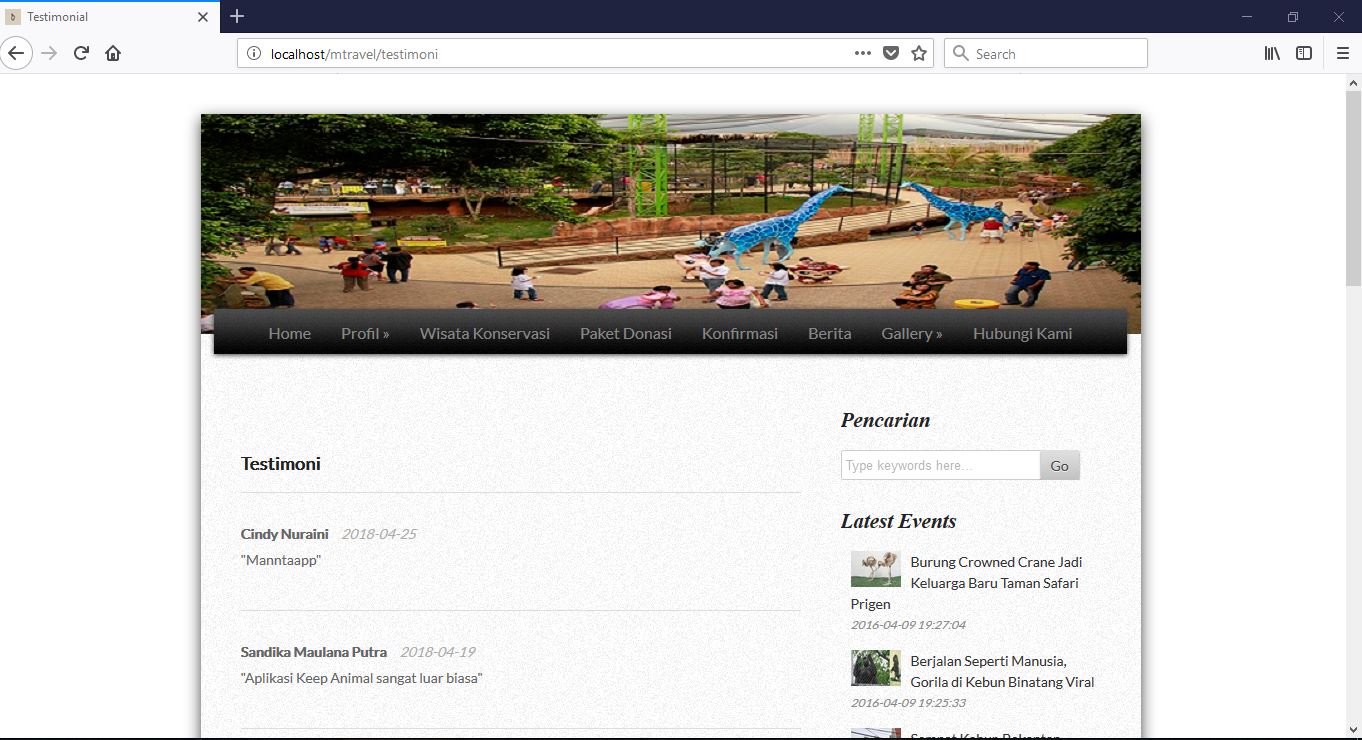 Testimonial
localhost/mtravel/testimoni
Search
Home Profil » Wisata Konservasi Paket Donasi Konfirmasi Berita Gallery » Hubungi Kami
Testimoni
Cindy Nuraini 2018-04-25
"Manntaapp"
Sandika Maulana Putra 2018-04-19
"Aplikasi Keep Animal sangat luar biasa"
Pencarian
Type keywords here...
Go
Latest Events
Burung Crowned Crane Jadi
Keluarga Baru Taman Safari
Prigen
2016-04-09 19:27:04
Berjalan Seperti Manusia,
Gorila di Kebun Binatang Viral
2016-04-09 19:25:33